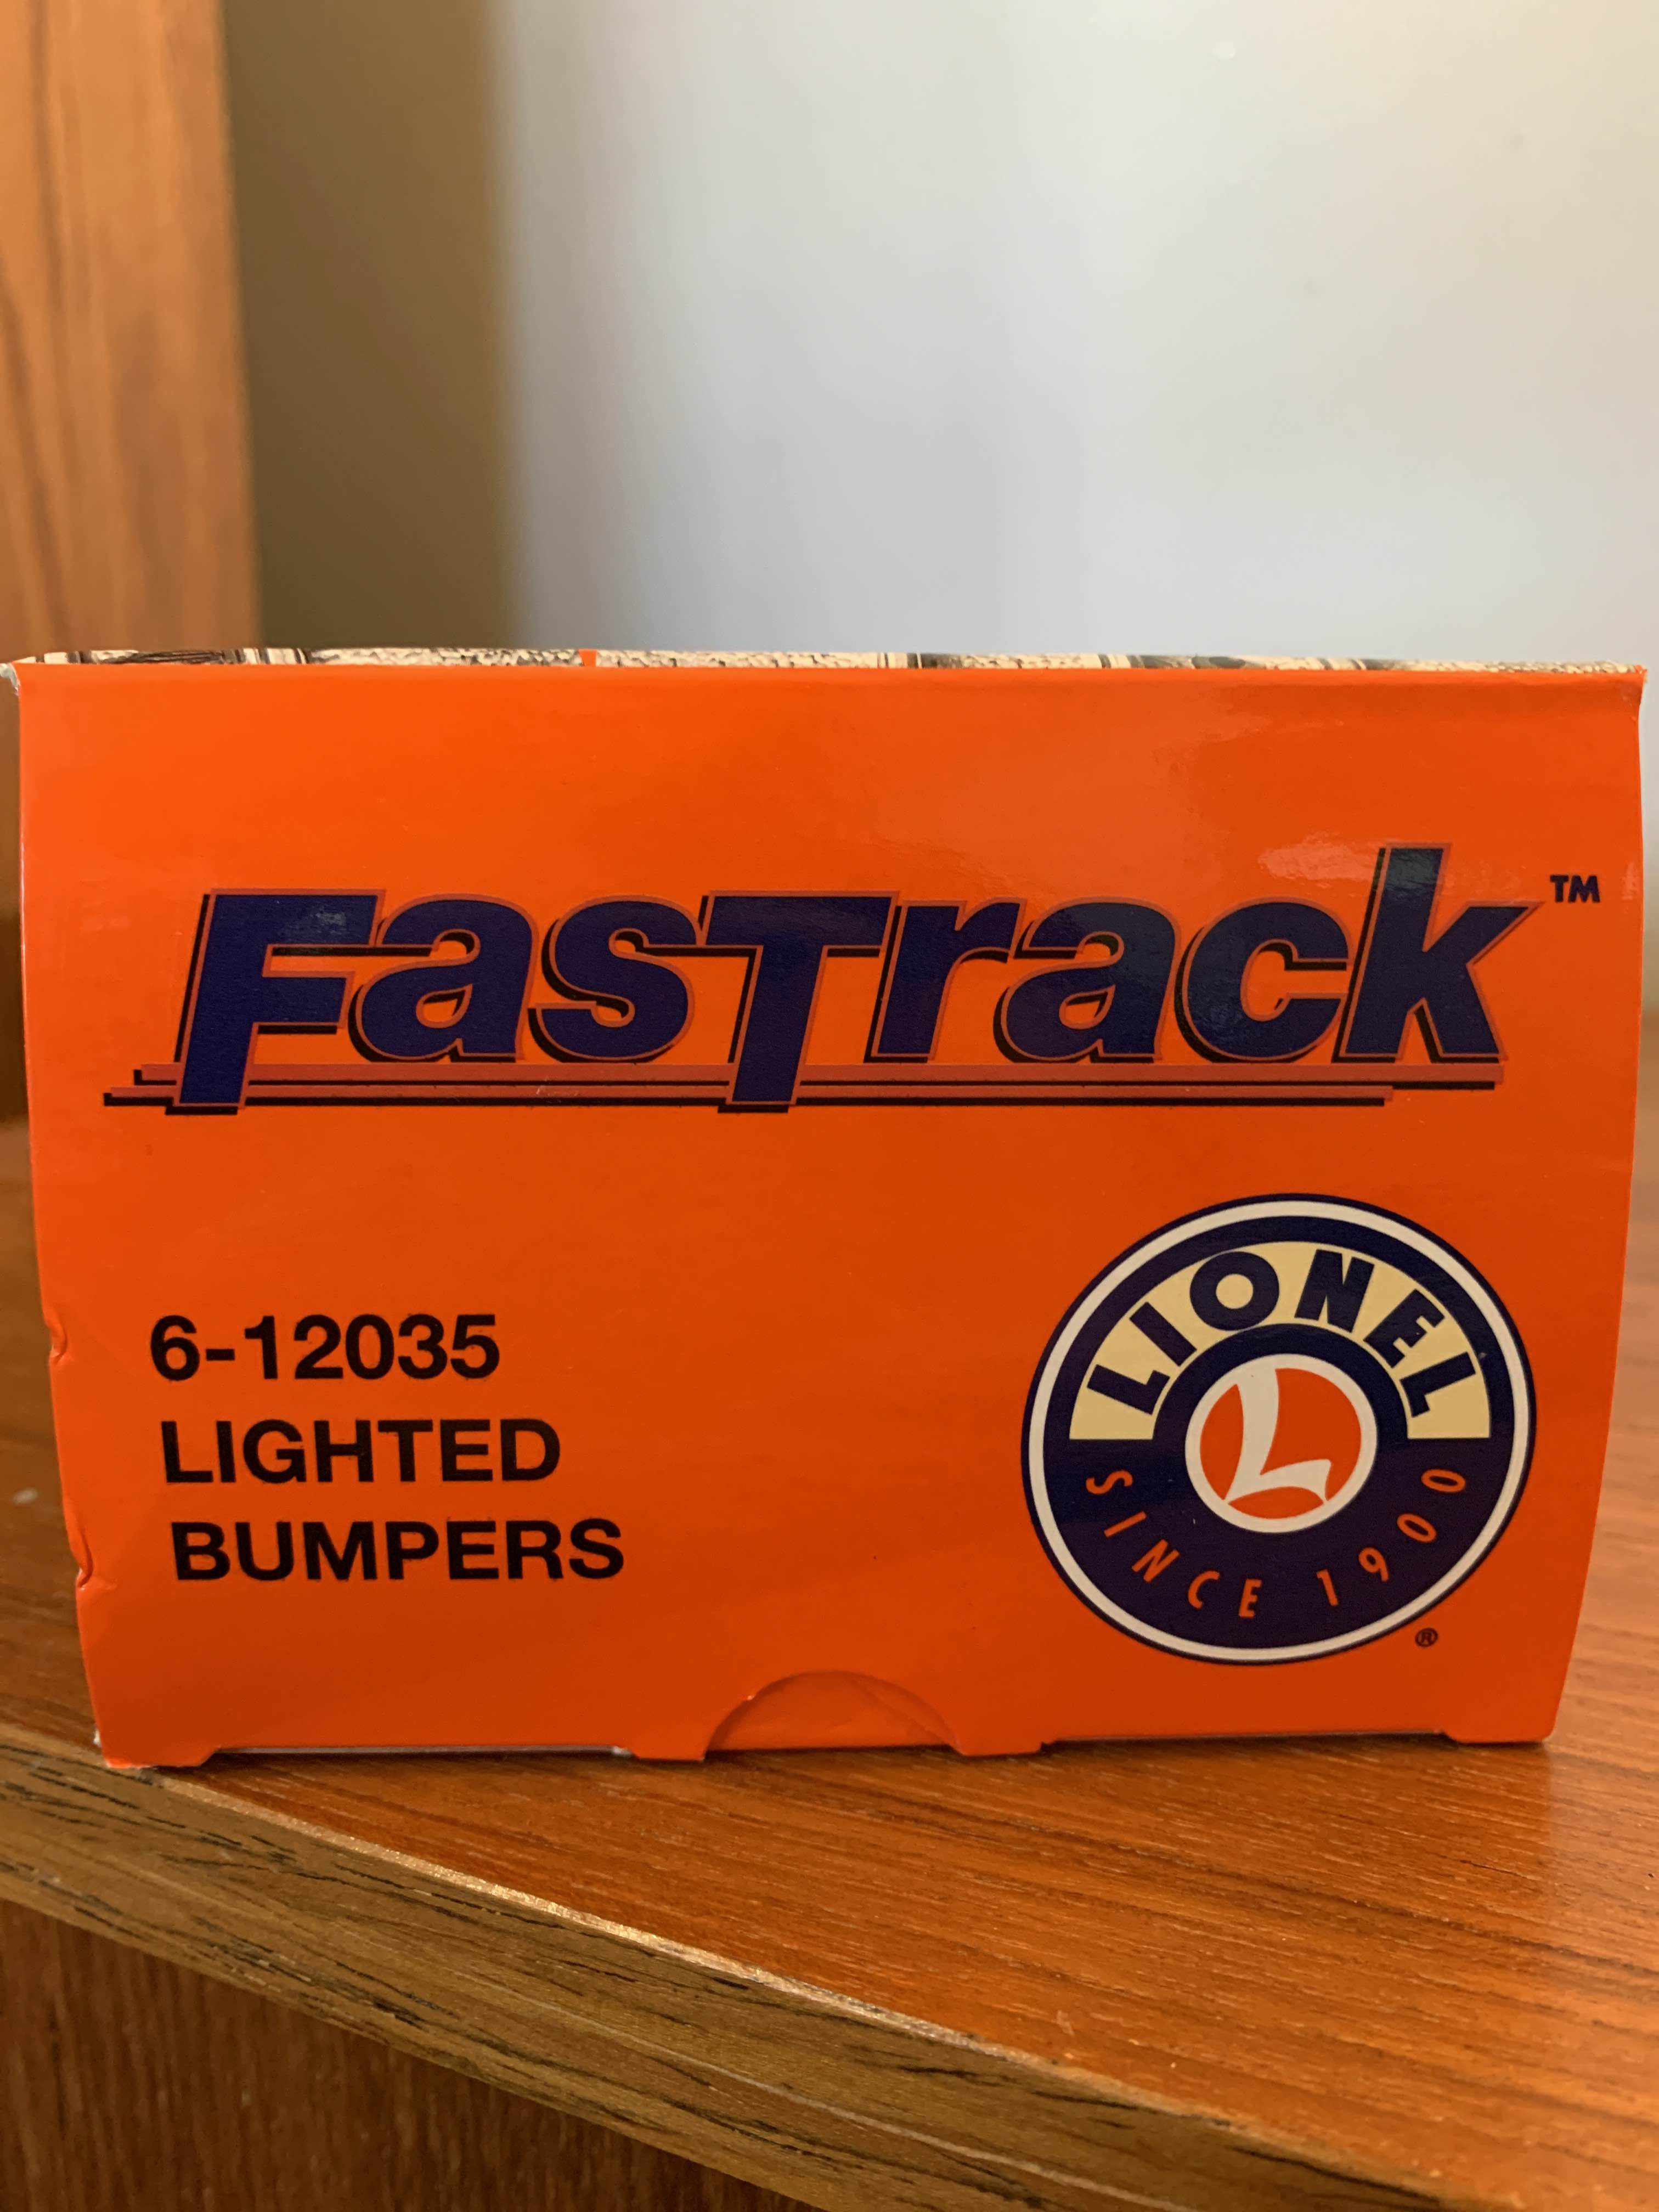 FasTrack™
6-12035
LIGHTED
BUMPERS
LIONEL
L
SINCE 1900
®